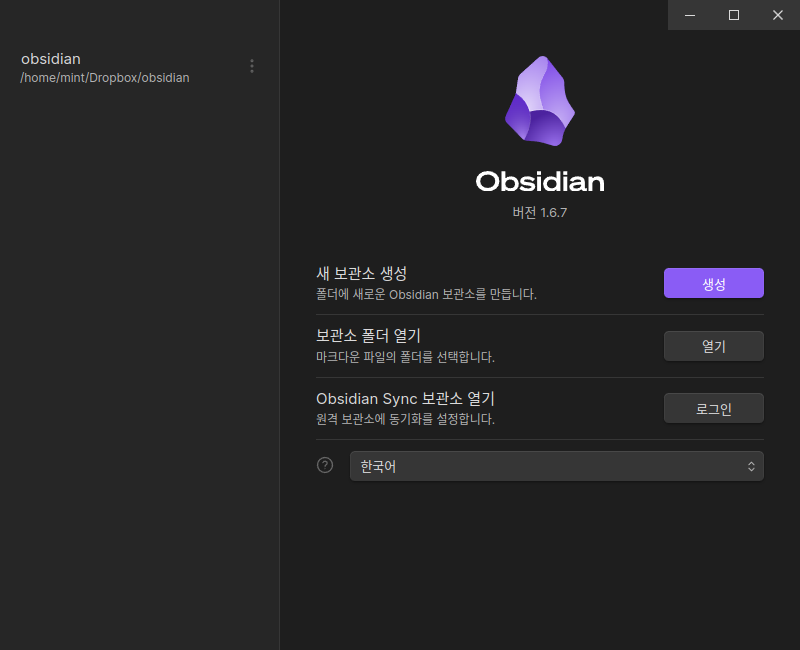 obsidian
/home/mint/Dropbox/obsidian
Obsidian
버전 1.6.7
새 보관소 생성
폴더에 새로운 Obsidian 보관소를 만듭니다.
생성
보관소 폴더 열기
마크다운 파일의 폴더를 선택합니다.
열기
Obsidian Sync 보관소 열기
원격 보관소에 동기화를 설정합니다.
로그인
?
한국어